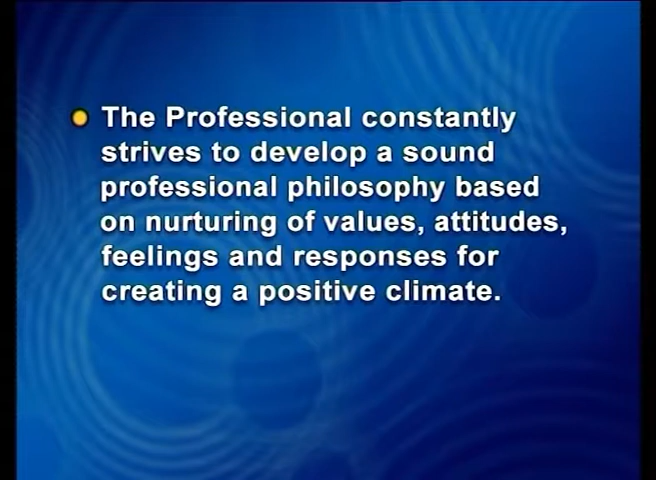 The Professional constantly
strives to develop a sound
professional philosophy based
on nurturing of values, attitudes,
feelings and responses for
creating a positive climate.